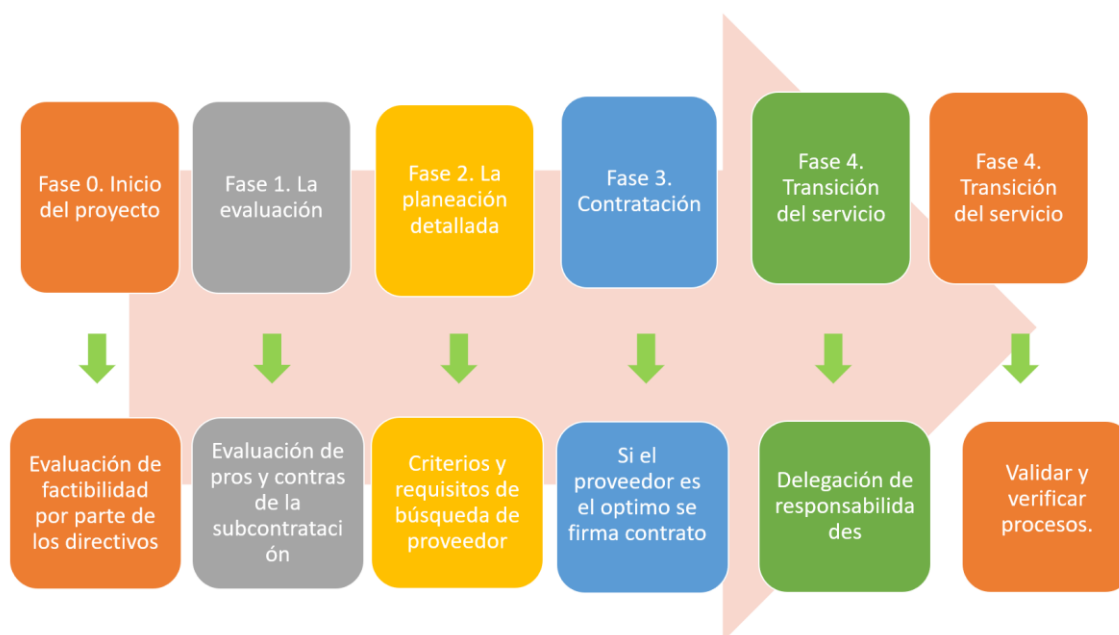 Fase 0. Inicio
del proyecto
Fase 1. La
evaluación
Fase 2. La
planeación
detallada
Fase 3.
Contratación
Fase 4.
Transición
del servicio
Fase 4.
Transición
del servicio
Evaluación de
factibilidad
por parte de
los directivos
Evaluación de
pros y contras
de la
subcontrataci
ón
Criterios y
requisitos de
búsqueda de
proveedor
Si el
proveedor es
el optimo se
firma contrato
Delegación de
responsabilida
des
Validar y
verificar
procesos.